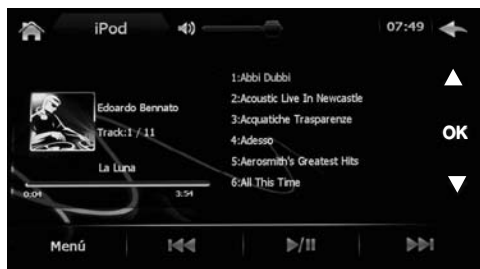 iPod
07:49
Edoardo Bennato
Track:1 / 11
La Luna
0:04
3:54
1:Abbi Dubbi
2:Acoustic Live In Newcastle
3:Acquatiche Trasparenze
4:Adesso
5:Aerosmith's Greatest Hits
6:All This Time
OK
Menú